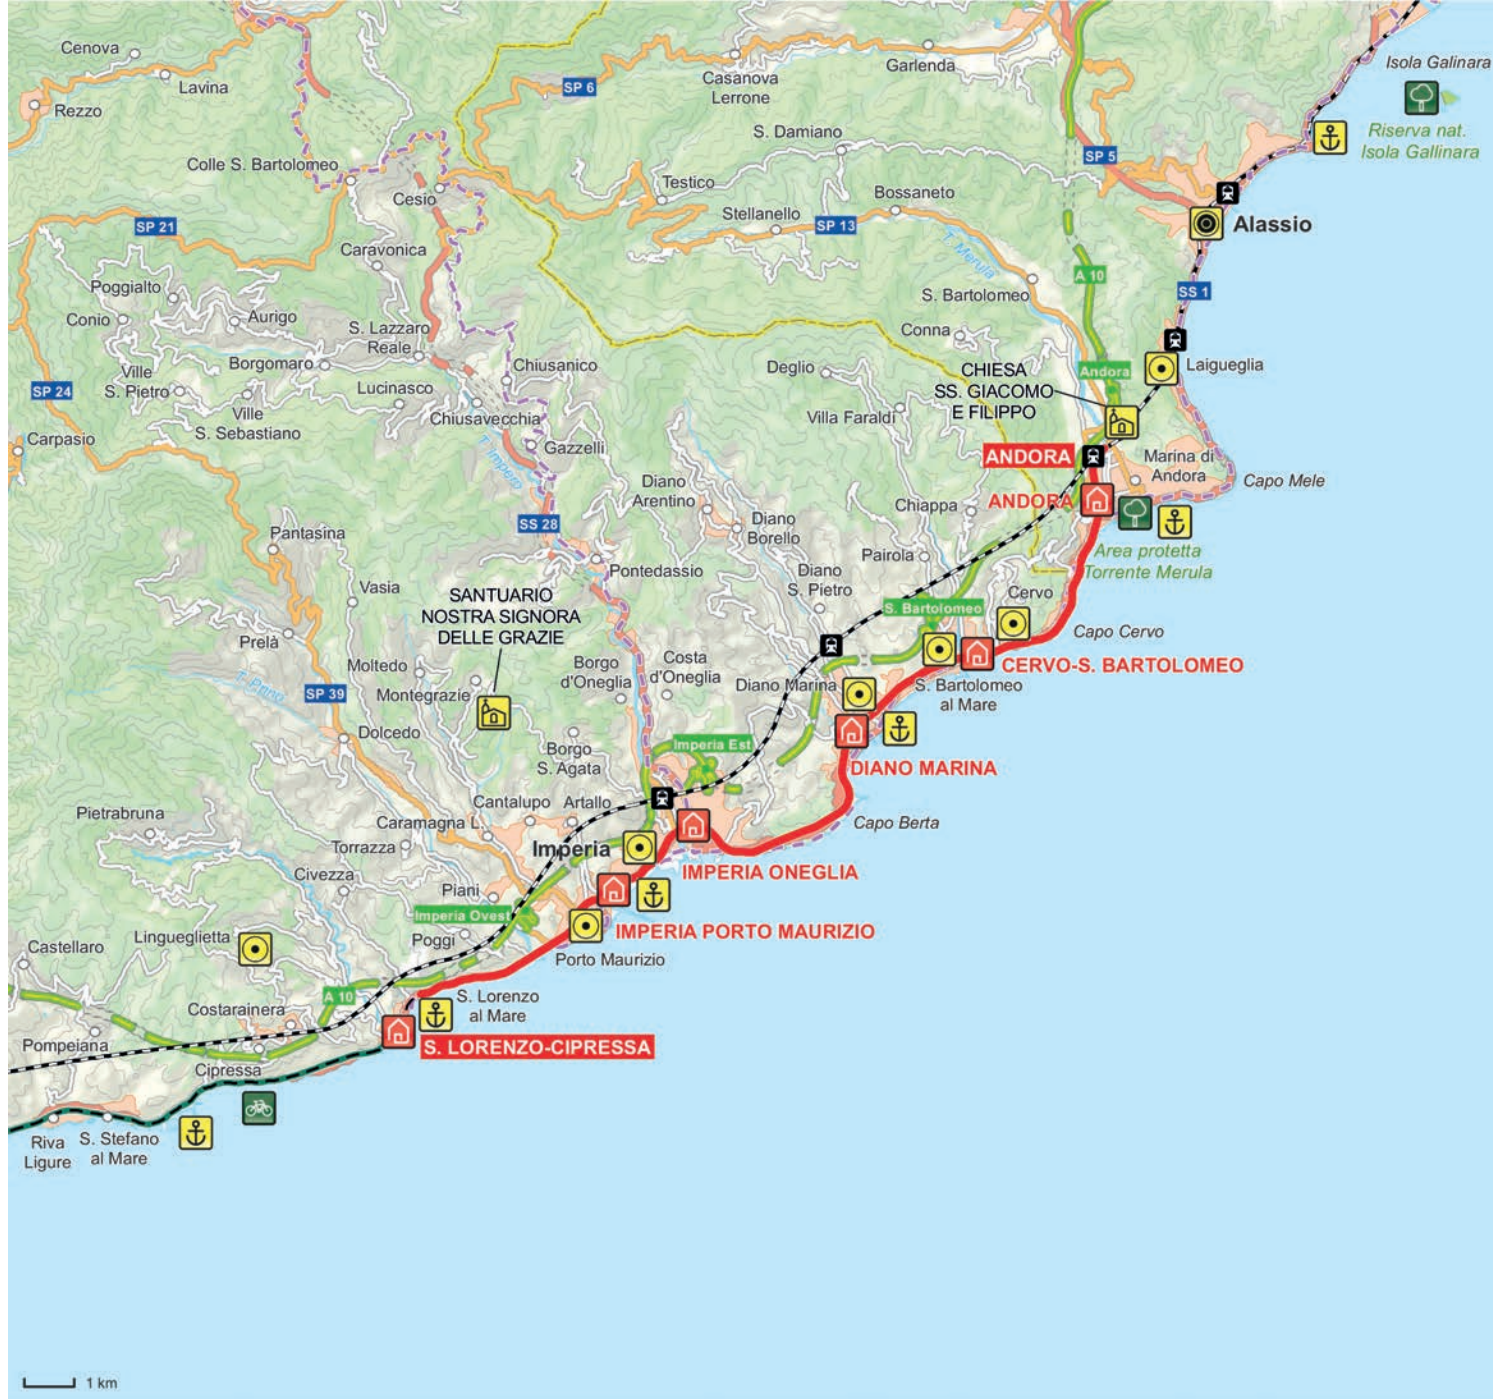 Cenova
Lavina
Rezzo
SP 6
Casanova
Lerrone
Garlenda
Isola Galinara
Riserva nat.
Isola Gallinara
S. Damiano
SP 5
Colle S. Bartolomeo
Cesio
Testico
Bossaneto
Stellanello
SP 13
Alassio
SP 21
Caravonica
T. Merula
A 10
SS 1
Poggialto
S. Bartolomeo
Conio
Aurigo
S. Lazzaro
Reale
Conna
Borgomaro
Chiusanico
Deglio
CHIESA
SS. GIACOMO
E FILIPPO
Andora
Laigueglia
Ville
S. Pietro
SP 24
Lucinasco
Ville
S. Sebastiano
Chiusavecchia
Villa Faraldi
Carpasio
Gazzelli
T. Impero
ANDORA
Marina di
Andora
Capo Mele
Diano
Arentino
ANDORA
Chiappa
SS 28
Diano
Borello
Pantasina
Pairola
Area protetta
Torrente Merula
Pontedassio
Diano
S. Pietro
Vasia
SANTUARIO
NOSTRA SIGNORA
DELLE GRAZIE
S. Bartolomeo
Cervo
Capo Cervo
Prelà
Moltedo
Borgo
d'Oneglia
Costa
d'Oneglia
CERVO-S. BARTOLOMEO
T. Prino
SP 39
Montegrazie
Diano Marina
S. Bartolomeo
al Mare
Dolcedo
Borgo
S. Agata
Imperia Est
DIANO MARINA
Pietrabruna
Cantalupo
Artallo
Caramagna L.
Capo Berta
Torrazza
Imperia
Civezza
IMPERIA ONEGLIA
Piani
Imperia Ovest
Lingueglietta
Poggi
IMPERIA PORTO MAURIZIO
Castellaro
Porto Maurizio
A 10
Costarainera
S. Lorenzo
al Mare
Pompeiana
S. LORENZO-CIPRESSA
Cipressa
Riva
Ligure
S. Stefano
al Mare
1 km